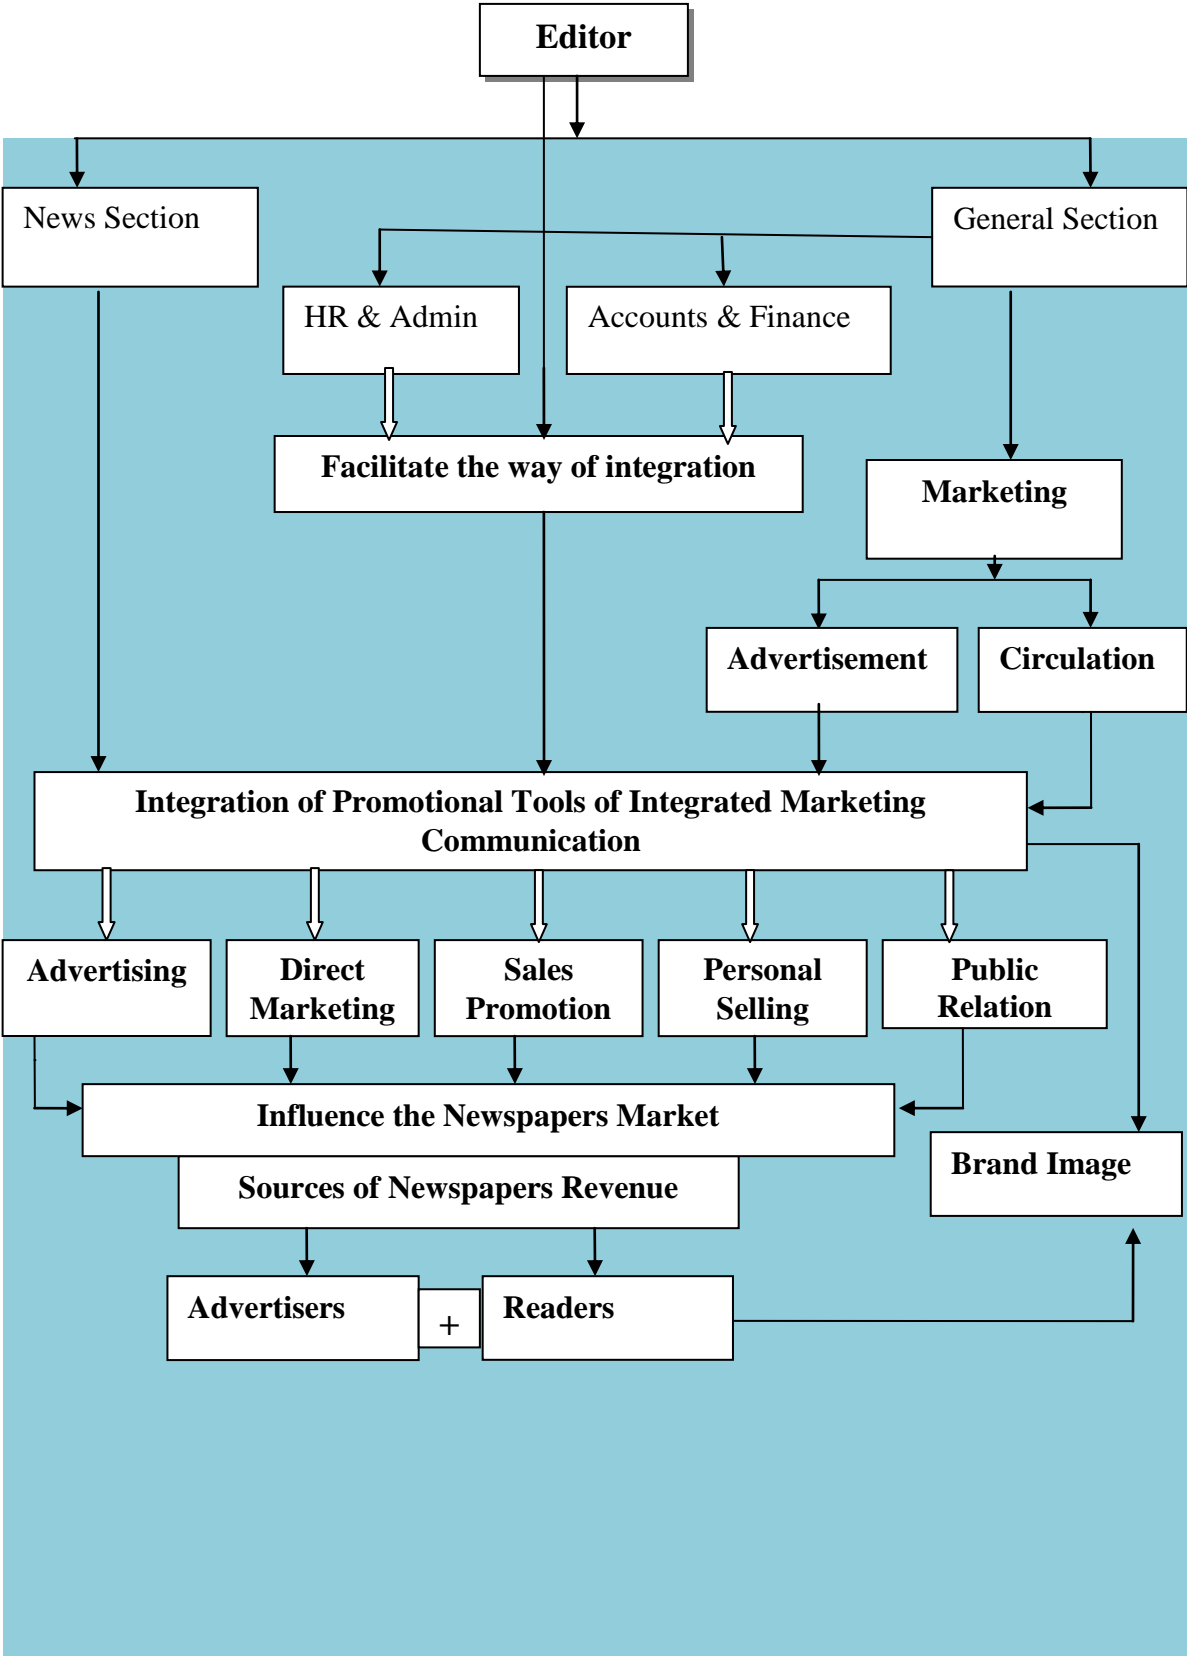 Editor
News Section
General Section
HR & Admin
Accounts & Finance
Facilitate the way of integration
Marketing
Advertisement
Circulation
Integration of Promotional Tools of Integrated Marketing
Communication
Advertising
Direct
Marketing
Sales
Promotion
Personal
Selling
Public
Relation
Influence the Newspapers Market
Brand Image
Sources of Newspapers Revenue
Advertisers
+
Readers